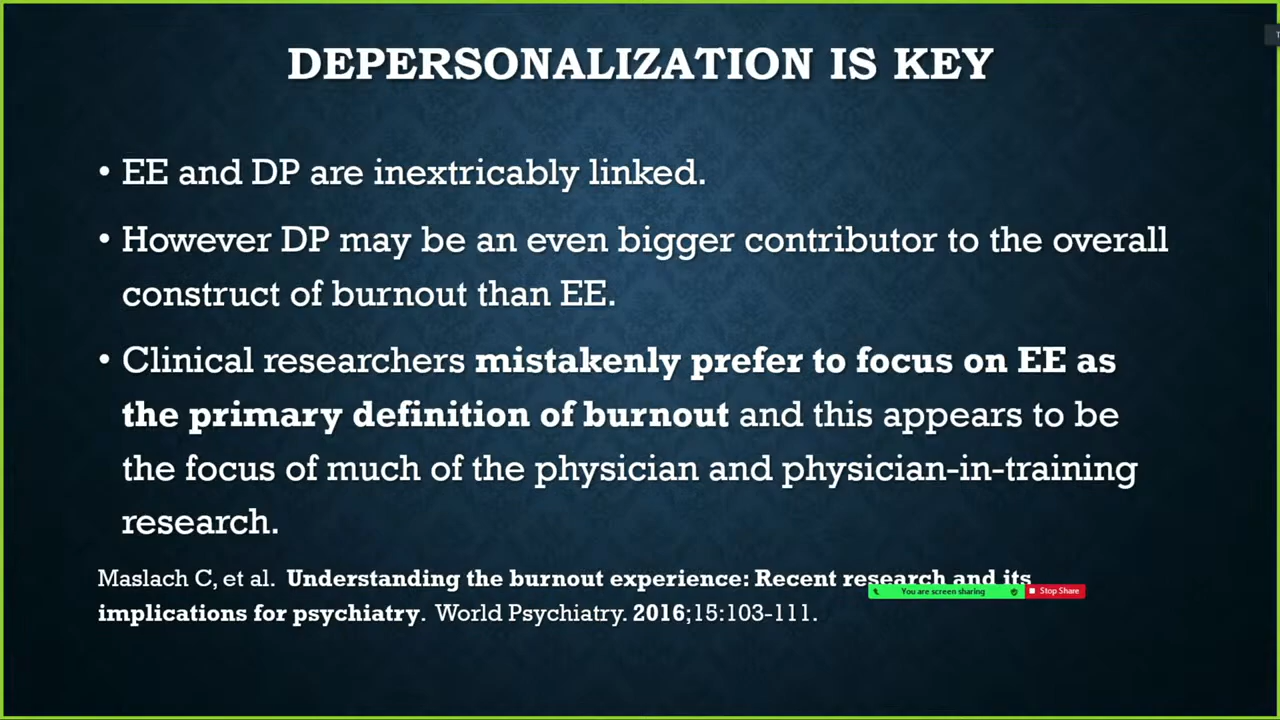 DEPERSONALIZATION IS KEY
• EE and DP are inextricably linked.
• However DP may be an even bigger contributor to the overall
construct of burnout than EE.
• Clinical researchers mistakenly prefer to focus on EE as
the primary definition of burnout and this appears to be
the focus of much of the physician and physician-in-training
research.
Maslach C, et al. Understanding the burnout experience: Recent research and its
implications for psychiatry. World Psychiatry. 2016;15:103-111.
You are screen sharing
Stop Share